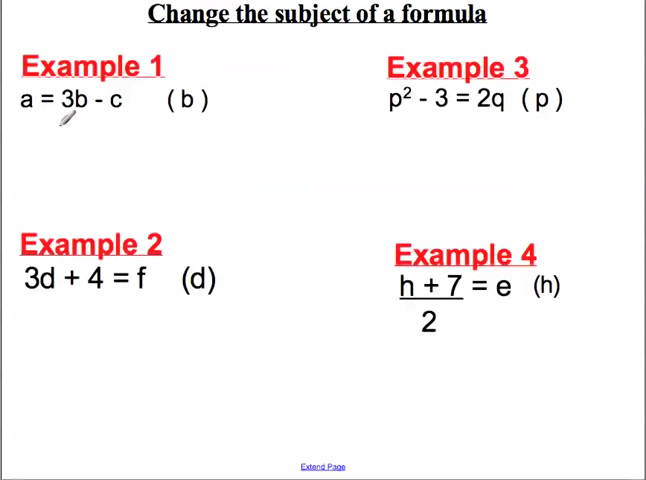 Change the subject of a formula
Example 1
a = 3b - c ( b )
Example 2
3d + 4 = f (d)
Example 3
p² - 3 = 2q ( p )
Example 4
h + 7 = e (h)
2
Extend Page